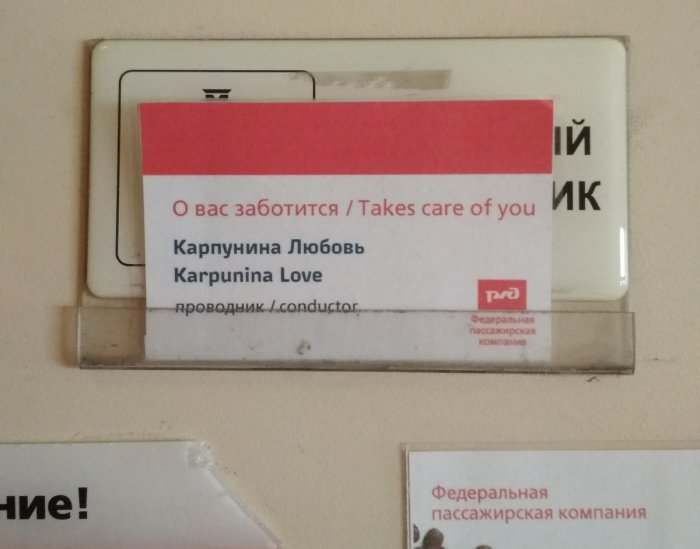 ЫЙ
ИК
О вас заботится / Takes care of you
Карпунина Любовь
Karpunina Love
проводник / conductor
ржд
Федеральная
пассажирская
компания
ние!
Федеральная
пассажирская компания